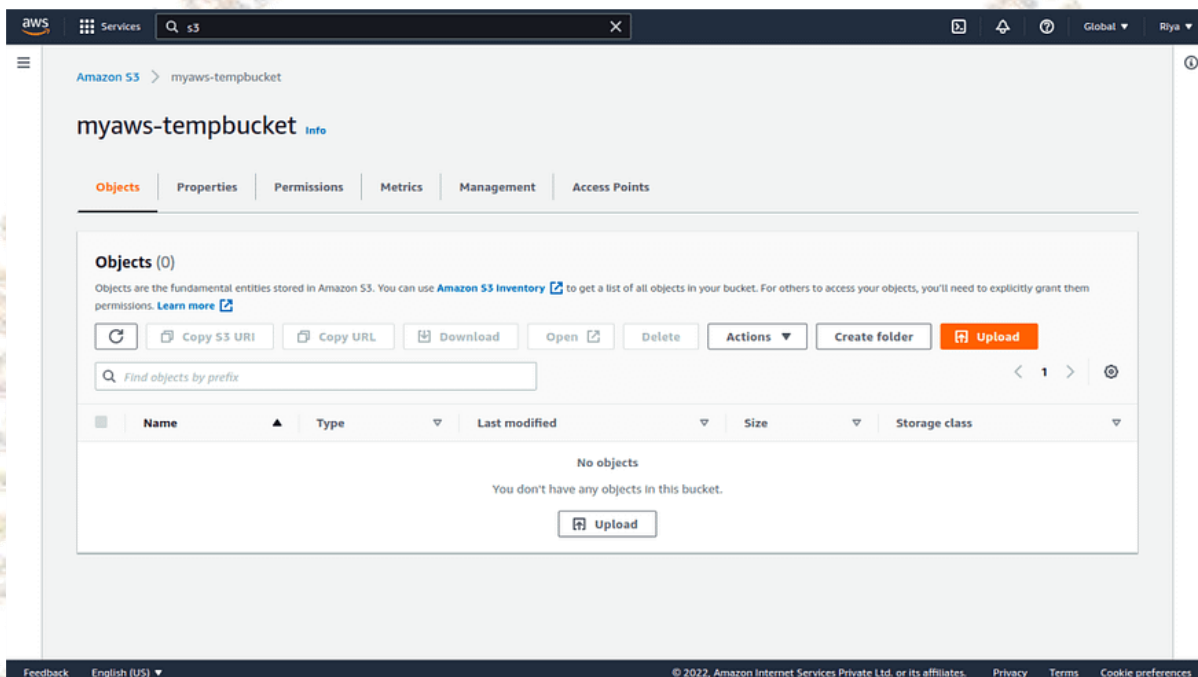 aws Services s3 Global Riya
Amazon S3 > myaws-tempbucket
myaws-tempbucket Info
Objects Properties Permissions Metrics Management Access Points
Objects (0)
Objects are the fundamental entities stored in Amazon S3. You can use Amazon S3 Inventory to get a list of all objects in your bucket. For others to access your objects, you'll need to explicitly grant them
permissions. Learn more
Copy S3 URI Copy URL Download Open Delete Actions Create folder Upload
Find objects by prefix 1
Name Type Last modified Size Storage class
No objects
You don't have any objects in this bucket.
Upload
Feedback English (US) © 2022, Amazon Internet Services Private Ltd. or its affiliates. Privacy Terms Cookie preferences